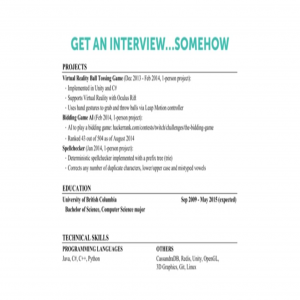 GET AN INTERVIEW...SOMEHOW
PROJECTS
Virtual Reality Ball Tossing Game (Dec 2013 - Feb 2014, 1-person project):
- Implemented in Unity and C#
- Supports Virtual Reality with Oculus Rift
- Uses hand gestures to grab and throw balls via Leap Motion controller
Bidding Game AI (Feb 2014, 1-person project):
- AI to play a bidding game: hackerrank.com/contests/twitch/challenges/the-bidding-game
- Ranked 43 out of 504 as of August 2014
Spellchecker (Jan 2014, 1-person project):
- Deterministic spellchecker implemented with a prefix tree (trie)
- Corrects any number of duplicate characters, lower/upper case and mistyped vowels
EDUCATION
University of British Columbia Sep 2009 - May 2015 (expected)
Bachelor of Science, Computer Science major
TECHNICAL SKILLS
PROGRAMMING LANGUAGES OTHERS
Java, C#, C++, Python CassandraDB, Redis, Unity, OpenGL,
3D Graphics, Git, Linux